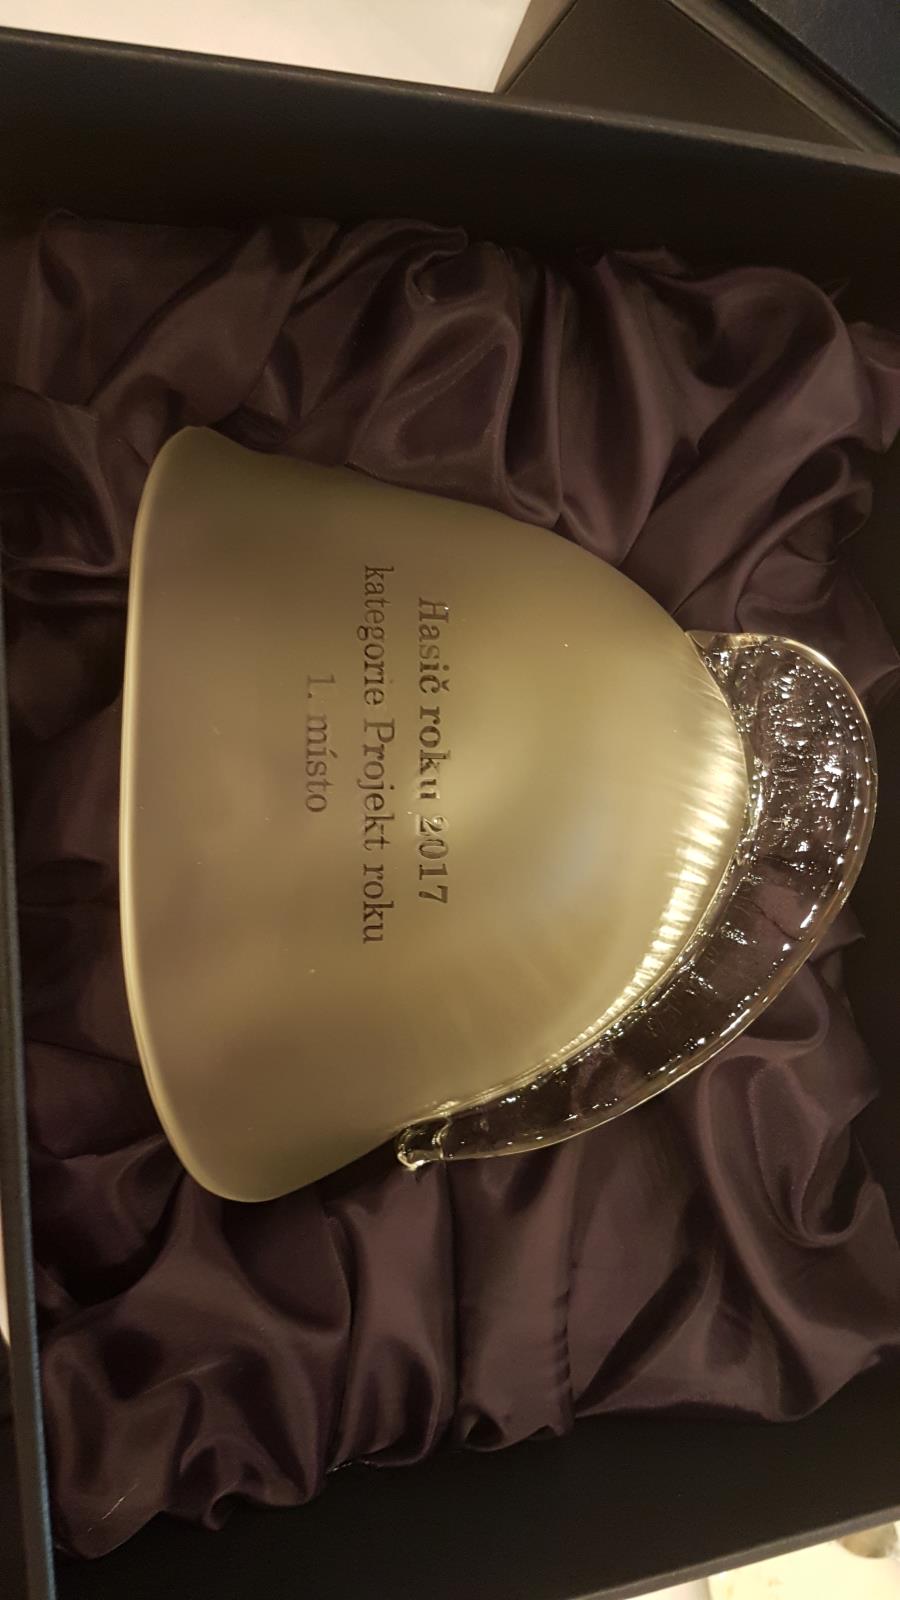 Hasič roku 2017
kategorie Projekt roku
1. místo